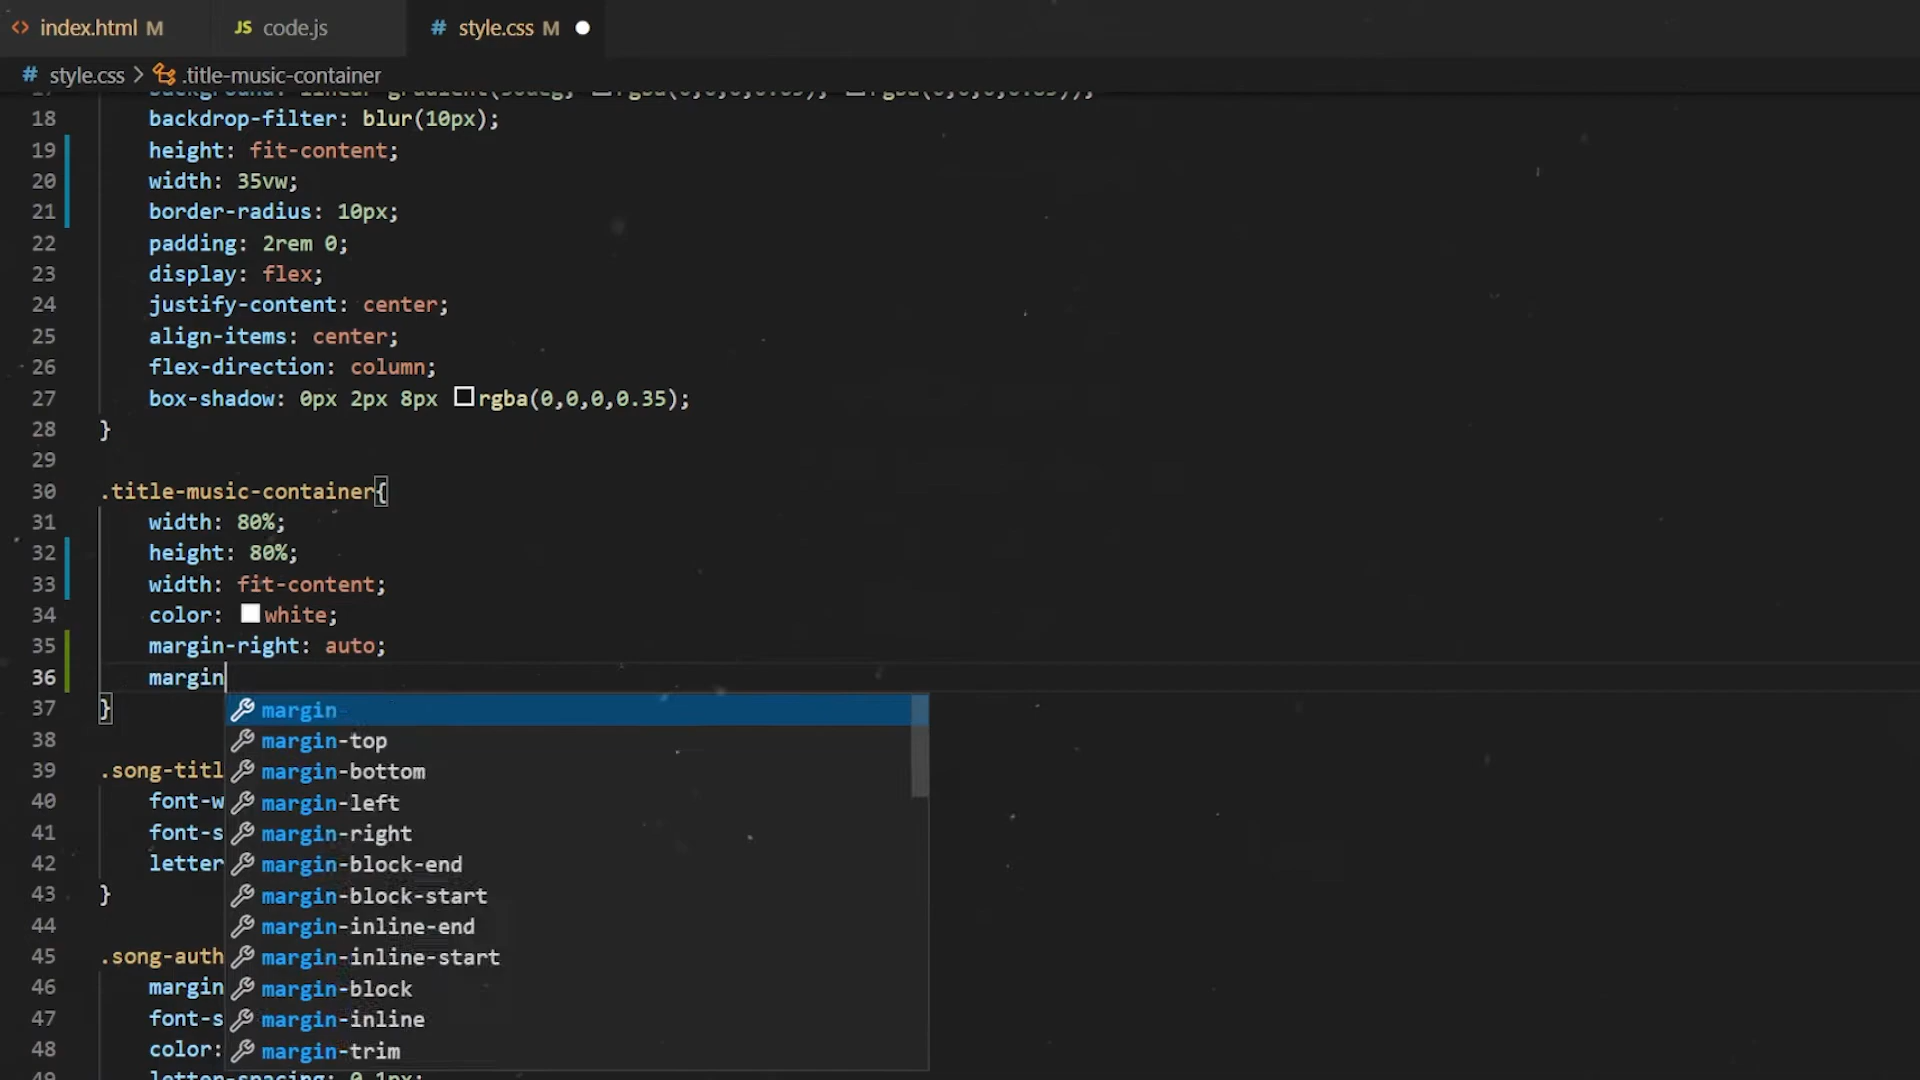 index.html M
JS code.js
# style.css M
# style.css > .title-music-container
18 backdrop-filter: blur(10px);
19 height: fit-content;
20 width: 35vw;
21 border-radius: 10px;
22 padding: 2rem 0;
23 display: flex;
24 justify-content: center;
25 align-items: center;
26 flex-direction: column;
27 box-shadow: 0px 2px 8px rgba(0,0,0,0.35);
28 }
29
30 .title-music-container{
31 width: 80%;
32 height: 80%;
33 width: fit-content;
34 color: white;
35 margin-right: auto;
36 margin
37 }
margin
margin-top
margin-bottom
margin-left
margin-right
margin-block-end
margin-block-start
margin-inline-end
margin-inline-start
margin-block
margin-inline
margin-trim
38
39 .song-titl
40 font-w
41 font-s
42 letter
43 }
44
45 .song-auth
46 margin
47 font-s
48 color:
49 letter-spacing: 0.1px;